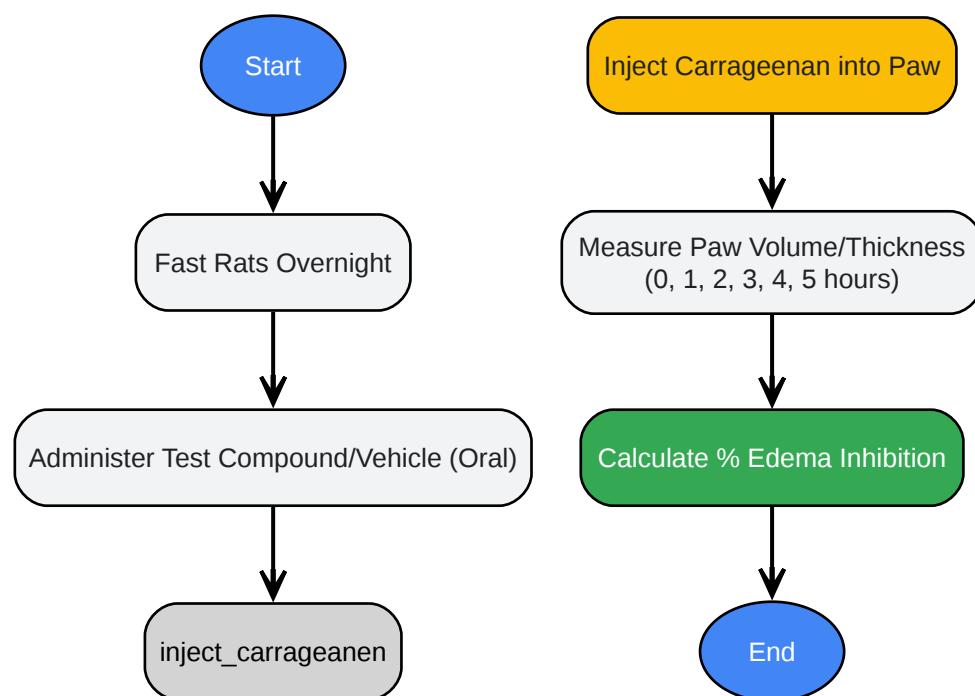 Start
Fast Rats Overnight
Administer Test Compound/Vehicle (Oral)
inject_carrageanen
Inject Carrageenan into Paw
Measure Paw Volume/Thickness
(0, 1, 2, 3, 4, 5 hours)
Calculate % Edema Inhibition
End